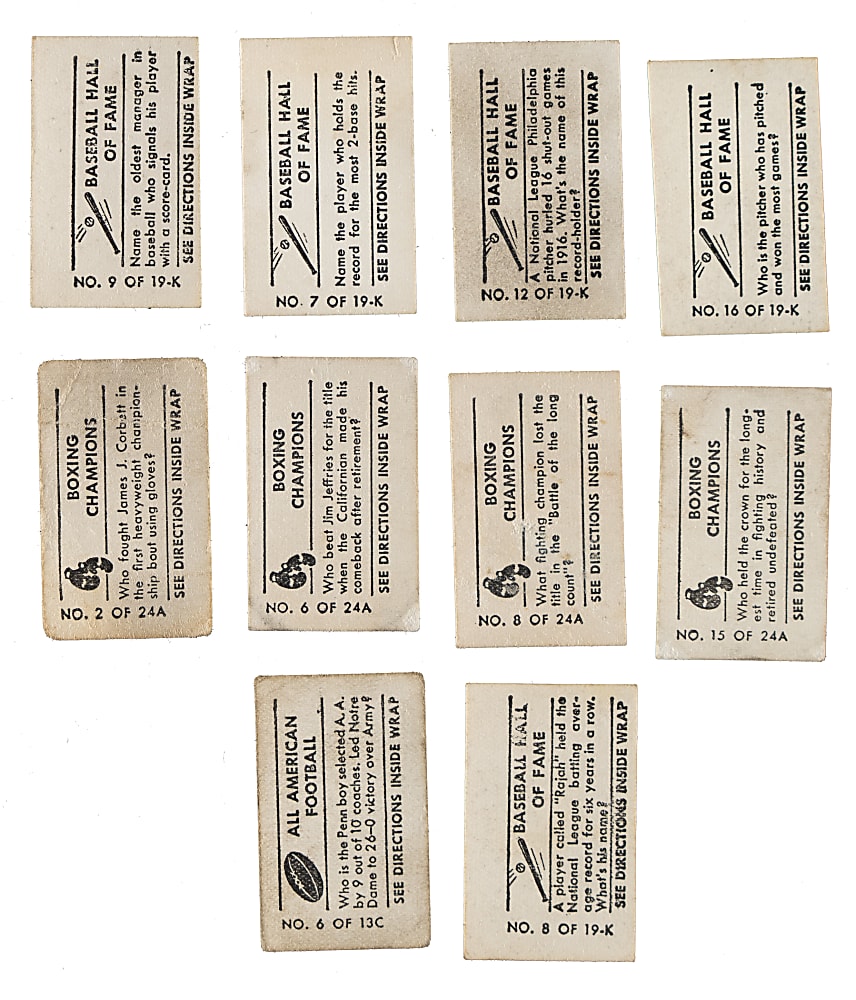 BASEBALL HALL
OF FAME
Name the oldest manager in
baseball who signals his player
with a score-card.
SEE DIRECTIONS INSIDE WRAP
NO. 9 OF 19-K
BASEBALL HALL
OF FAME
Name the player who holds the
record for the most 2-base hits.
SEE DIRECTIONS INSIDE WRAP
NO. 7 OF 19-K
BASEBALL HALL
OF FAME
A National League Philadelphia
pitcher hurled 16 shut-out games
in 1916. What's the name of this
record-holder?
SEE DIRECTIONS INSIDE WRAP
NO. 12 OF 19-K
BASEBALL HALL
OF FAME
Who is the pitcher who has pitched
and won the most games?
SEE DIRECTIONS INSIDE WRAP
NO. 16 OF 19-K
BOXING
CHAMPIONS
Who fought James J. Corbett in
the first heavyweight champion-
ship bout using gloves?
SEE DIRECTIONS INSIDE WRAP
NO. 2 OF 24A
BOXING
CHAMPIONS
Who beat Jim Jeffries for the title
when the Californian made his
comeback after retirement?
SEE DIRECTIONS INSIDE WRAP
NO. 6 OF 24A
BOXING
CHAMPIONS
What fighting champion lost the
title in the "Battle of the long
count"?
SEE DIRECTIONS INSIDE WRAP
NO. 8 OF 24A
BOXING
CHAMPIONS
Who held the crown for the long-
est time in fighting history and
retired undefeated?
SEE DIRECTIONS INSIDE WRAP
NO. 15 OF 24A
ALL AMERICAN
FOOTBALL
Who is the Penn boy selected A.A.
by 9 out of 10 coaches. Led Notre
Dame to 26-0 victory over Army?
SEE DIRECTIONS INSIDE WRAP
NO. 6 OF 13C
BASEBALL HALL
OF FAME
A player called "Rajah" held the
National League batting aver-
age record for six years in a row.
What's his name?
SEE DIRECTIONS INSIDE WRAP
NO. 8 OF 19-K